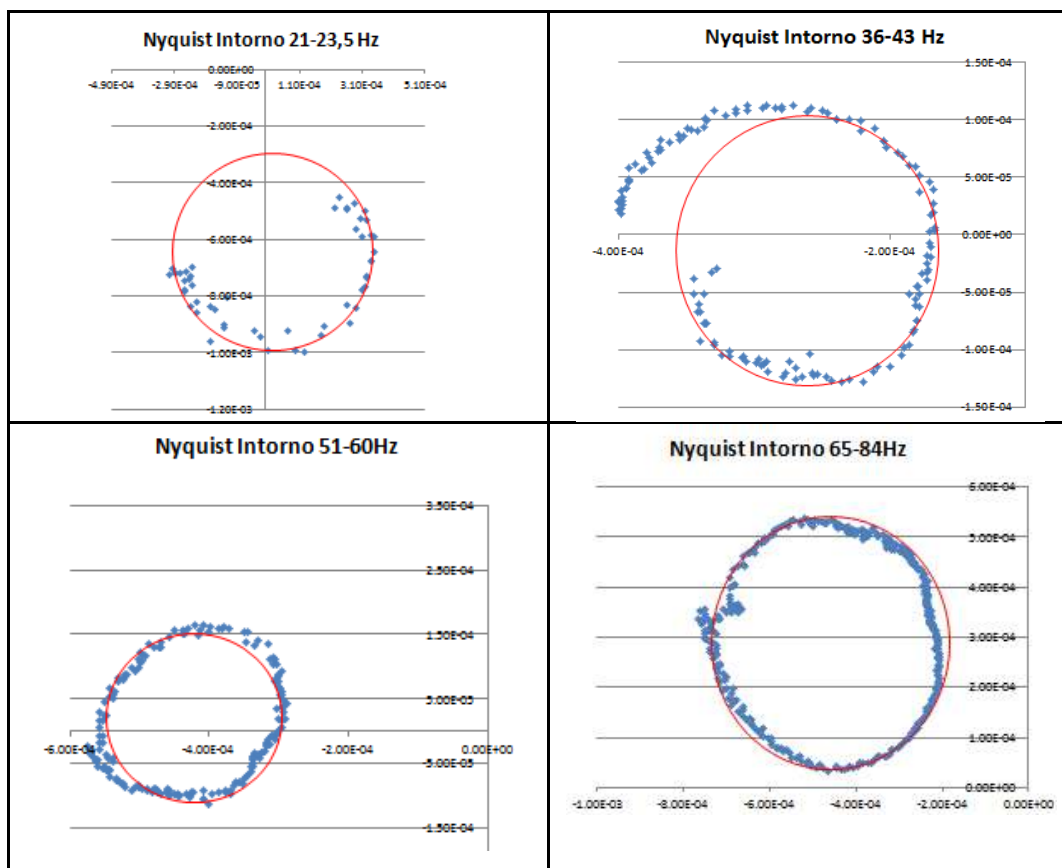 Nyquist Intorno 21-23,5 Hz
0.00E+00
-4.90E-04 -2.90E-04 -9.00E-05 1.10E-04 3.10E-04 5.10E-04
-2.00E-04
-4.00E-04
-6.00E-04
-8.00E-04
-1.00E-03
-1.20E-03
Nyquist Intorno 36-43 Hz
1.50E-04
1.00E-04
5.00E-05
0.00E+00
-4.00E-04 -2.00E-04
-5.00E-05
-1.00E-04
-1.50E-04
Nyquist Intorno 51-60Hz
3.50E-04
2.50E-04
1.50E-04
5.00E-05
-6.00E-04 -4.00E-04 -2.00E-04 0.00E+00
-5.00E-05
-1.50E-04
Nyquist Intorno 65-84Hz
6.00E-04
5.00E-04
4.00E-04
3.00E-04
2.00E-04
1.00E-04
0.00E+00
-1.00E-03 -8.00E-04 -6.00E-04 -4.00E-04 -2.00E-04 0.00E+00